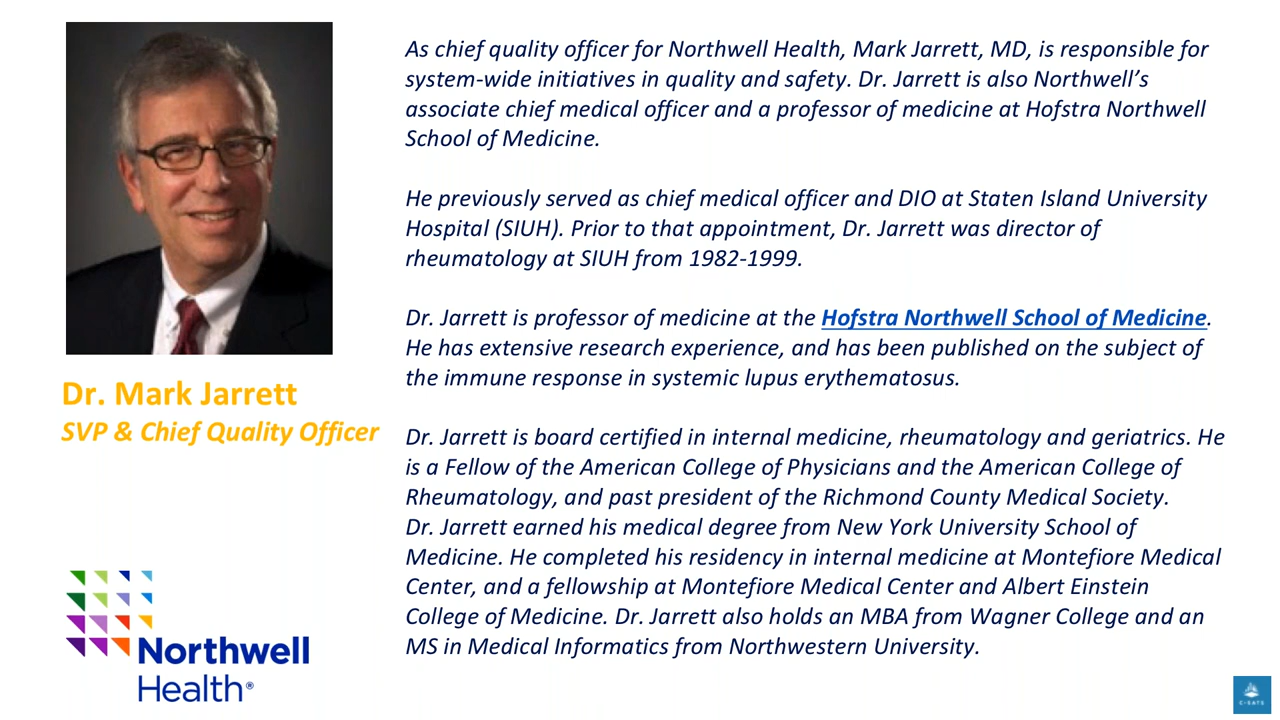 As chief quality officer for Northwell Health, Mark Jarrett, MD, is responsible for
system-wide initiatives in quality and safety. Dr. Jarrett is also Northwell’s
associate chief medical officer and a professor of medicine at Hofstra Northwell
School of Medicine.
He previously served as chief medical officer and DIO at Staten Island University
Hospital (SIUH). Prior to that appointment, Dr. Jarrett was director of
rheumatology at SIUH from 1982-1999.
Dr. Jarrett is professor of medicine at the Hofstra Northwell School of Medicine.
He has extensive research experience, and has been published on the subject of
the immune response in systemic lupus erythematosus.
Dr. Jarrett is board certified in internal medicine, rheumatology and geriatrics. He
is a Fellow of the American College of Physicians and the American College of
Rheumatology, and past president of the Richmond County Medical Society.
Dr. Jarrett earned his medical degree from New York University School of
Medicine. He completed his residency in internal medicine at Montefiore Medical
Center, and a fellowship at Montefiore Medical Center and Albert Einstein
College of Medicine. Dr. Jarrett also holds an MBA from Wagner College and an
MS in Medical Informatics from Northwestern University.
Dr. Mark Jarrett
SVP & Chief Quality Officer
Northwell
Health®
C-SATS